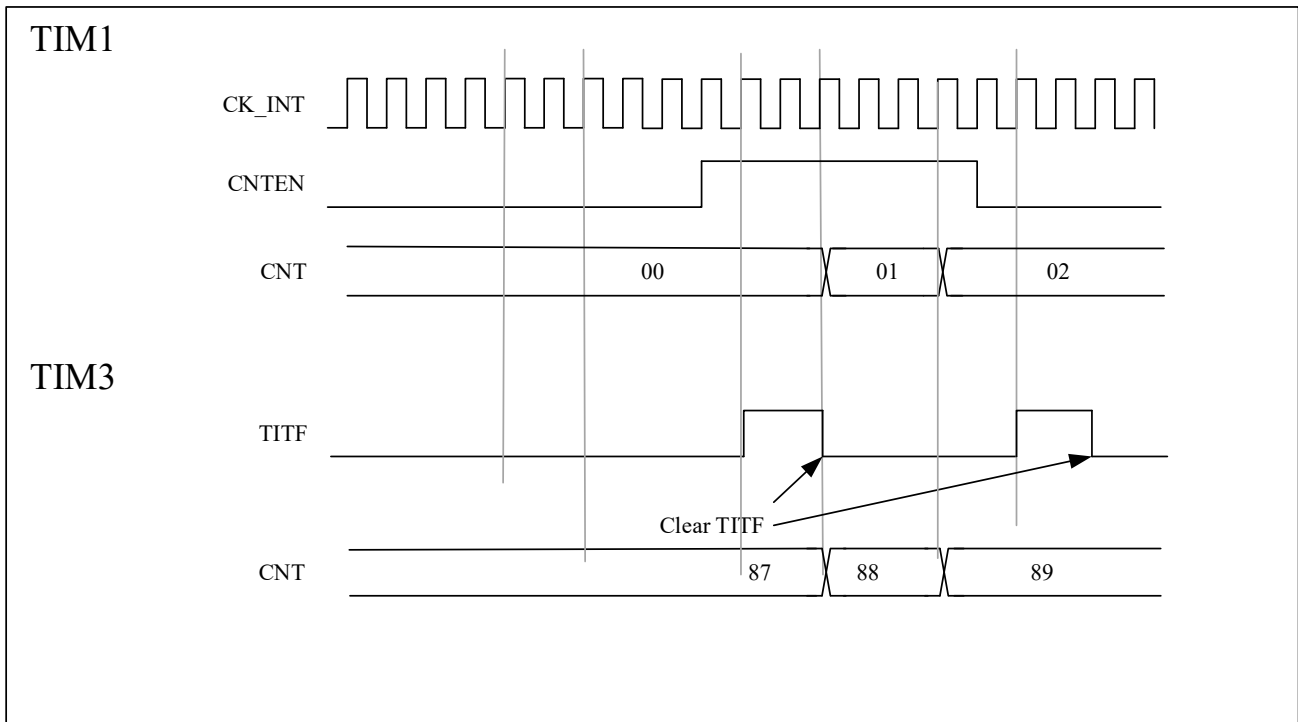 TIM1
CK_INT
CNTEN
CNT 00 01 02
TIM3
TITF
Clear TITF
CNT 87 88 89